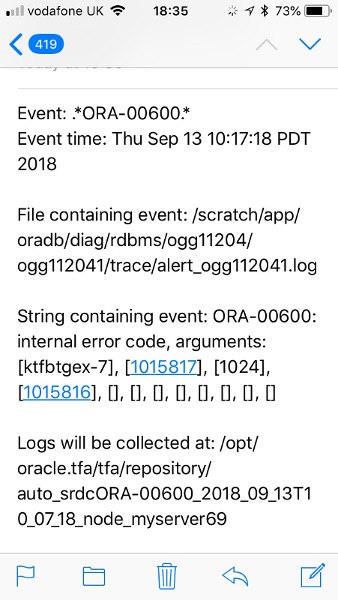 vodafone UK 18:35 73%
419
Event: .*ORA-00600.*
Event time: Thu Sep 13 10:17:18 PDT
2018
File containing event: /scratch/app/
oradb/diag/rdbms/ogg11204/
ogg112041/trace/alert_ogg112041.log
String containing event: ORA-00600:
internal error code, arguments:
[ktfbtgex-7], [1015817], [1024],
[1015816], [], [], [], [], [], [], [], []
Logs will be collected at: /opt/
oracle.tfa/tfa/repository/
auto_srdcORA-00600_2018_09_13T1
0_07_18_node_myserver69